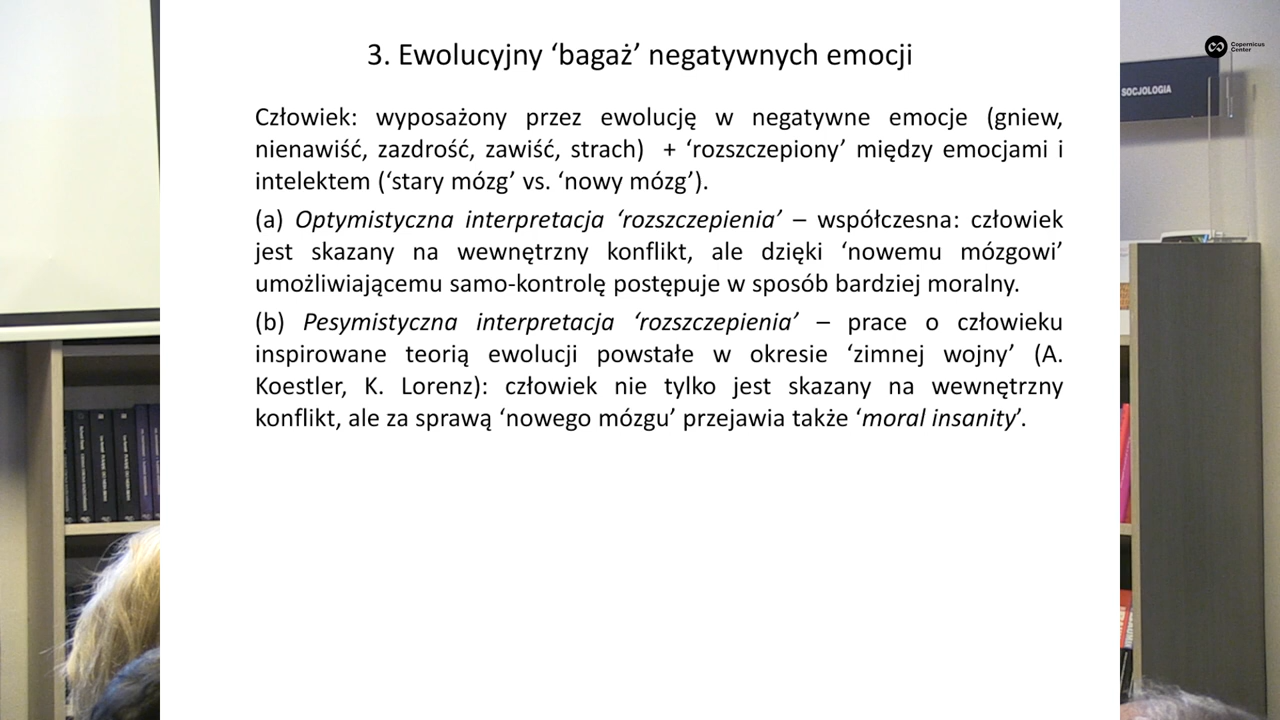 3. Ewolucyjny ‘bagaż’ negatywnych emocji
Człowiek: wyposażony przez ewolucję w negatywne emocje (gniew,
nienawiść, zazdrość, zawiść, strach) + ‘rozszczepiony’ między emocjami i
intelektem (‘stary mózg’ vs. ‘nowy mózg’).
(a) Optymistyczna interpretacja ‘rozszczepienia’ – współczesna: człowiek
jest skazany na wewnętrzny konflikt, ale dzięki ‘nowemu mózgowi’
umożliwiającemu samo-kontrolę postępuje w sposób bardziej moralny.
(b) Pesymistyczna interpretacja ‘rozszczepienia’ – prace o człowieku
inspirowane teorią ewolucji powstałe w okresie ‘zimnej wojny’ (A.
Koestler, K. Lorenz): człowiek nie tylko jest skazany na wewnętrzny
konflikt, ale za sprawą ‘nowego mózgu’ przejawia także ‘moral insanity’.
Copernicus
Center
SOCJOLOGIA